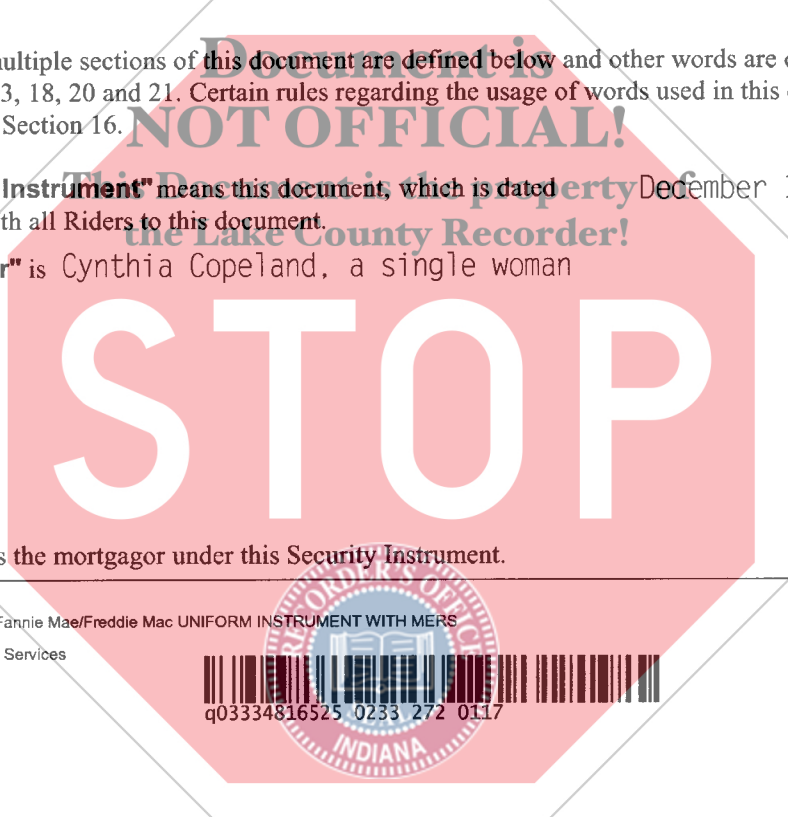 multiple sections of this document are defined below and other words are
Document is
3, 18, 20 and 21. Certain rules regarding the usage of words used in this
Section 16.
NOT OFFICIAL!
Instrument" means this document, which is dated December
This Document is the property
th all Riders to this document.
the Lake County Recorder!
r" is Cynthia Copeland, a single woman
STOP
s the mortgagor under this Security Instrument.
Fannie Mae/Freddie Mac UNIFORM INSTRUMENT WITH MERS
Services
q03334816525 0233 272 0117
RECORDER'S OFFICE
INDIANA